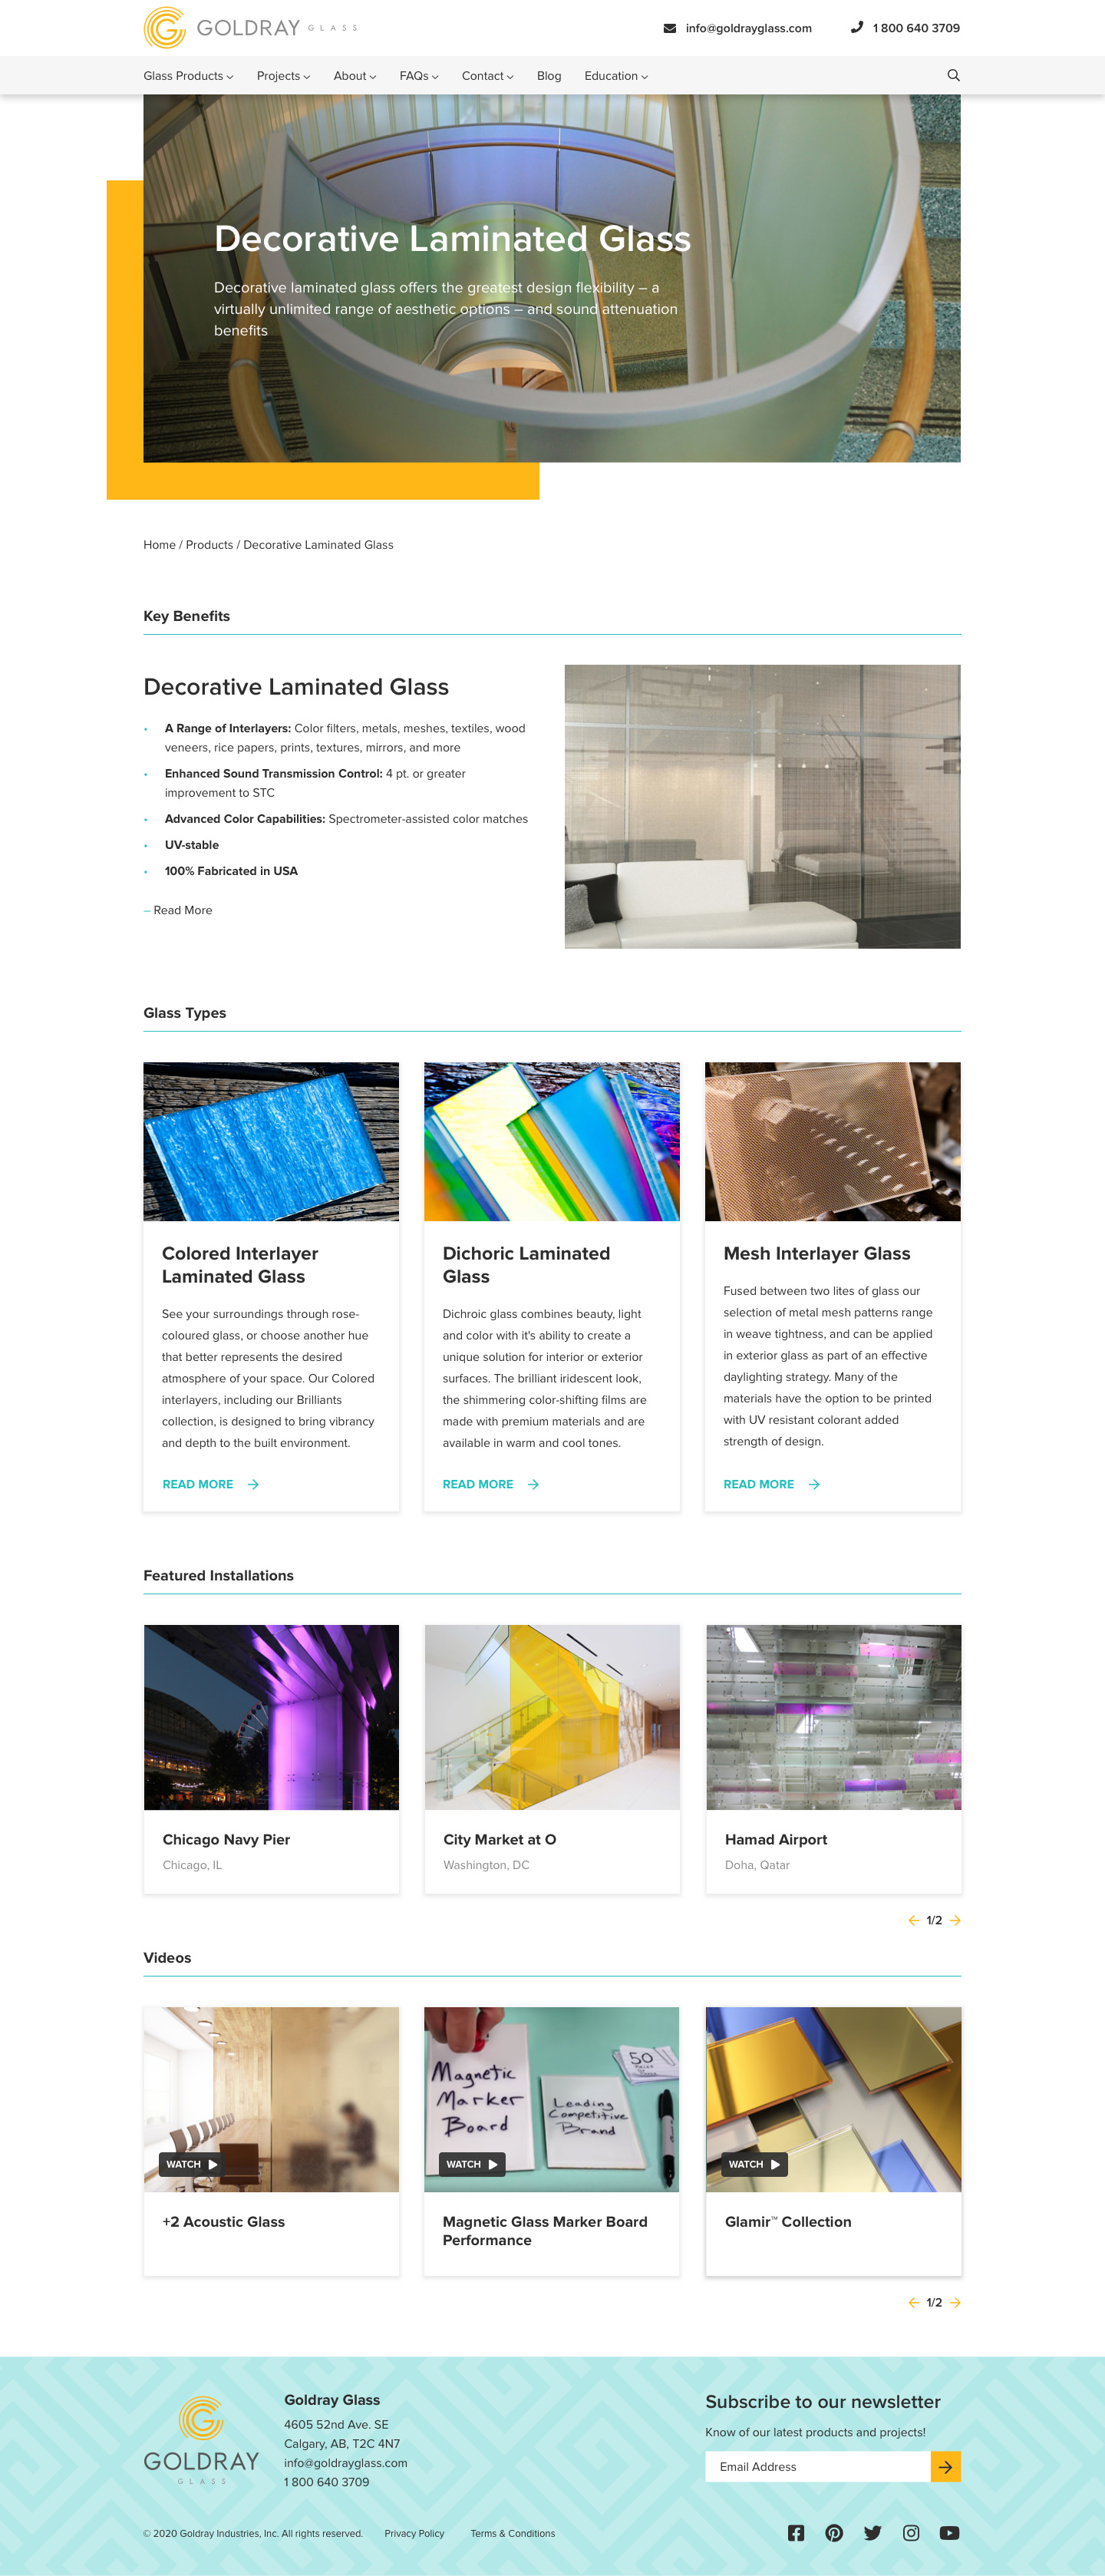 GOLDRAY GLASS
info@goldrayglass.com
1 800 640 3709
Glass Products
Projects
About
FAQs
Contact
Blog
Education
Decorative Laminated Glass
Decorative laminated glass offers the greatest design flexibility – a
virtually unlimited range of aesthetic options – and sound attenuation
benefits
Home / Products / Decorative Laminated Glass
Key Benefits
Decorative Laminated Glass
• A Range of Interlayers: Color filters, metals, meshes, textiles, wood
veneers, rice papers, prints, textures, mirrors, and more
• Enhanced Sound Transmission Control: 4 pt. or greater
improvement to STC
• Advanced Color Capabilities: Spectrometer-assisted color matches
• UV-stable
• 100% Fabricated in USA
– Read More
Glass Types
Colored Interlayer
Laminated Glass
See your surroundings through rose-
coloured glass, or choose another hue
that better represents the desired
atmosphere of your space. Our Colored
interlayers, including our Brilliants
collection, is designed to bring vibrancy
and depth to the built environment.
READ MORE
Dichoric Laminated
Glass
Dichroic glass combines beauty, light
and color with it's ability to create a
unique solution for interior or exterior
surfaces. The brilliant iridescent look,
the shimmering color-shifting films are
made with premium materials and are
available in warm and cool tones.
READ MORE
Mesh Interlayer Glass
Fused between two lites of glass our
selection of metal mesh patterns range
in weave tightness, and can be applied
in exterior glass as part of an effective
daylighting strategy. Many of the
materials have the option to be printed
with UV resistant colorant added
strength of design.
READ MORE
Featured Installations
Chicago Navy Pier
Chicago, IL
City Market at O
Washington, DC
Hamad Airport
Doha, Qatar
1/2
Videos
WATCH
+2 Acoustic Glass
Magnetic
Marker
Board
Leading
Competitive
Brand
50
WATCH
Magnetic Glass Marker Board
Performance
WATCH
Glamir™ Collection
1/2
GOLDRAY
GLASS
Goldray Glass
4605 52nd Ave. SE
Calgary, AB, T2C 4N7
info@goldrayglass.com
1 800 640 3709
Subscribe to our newsletter
Know of our latest products and projects!
Email Address
© 2020 Goldray Industries, Inc. All rights reserved.
Privacy Policy
Terms & Conditions